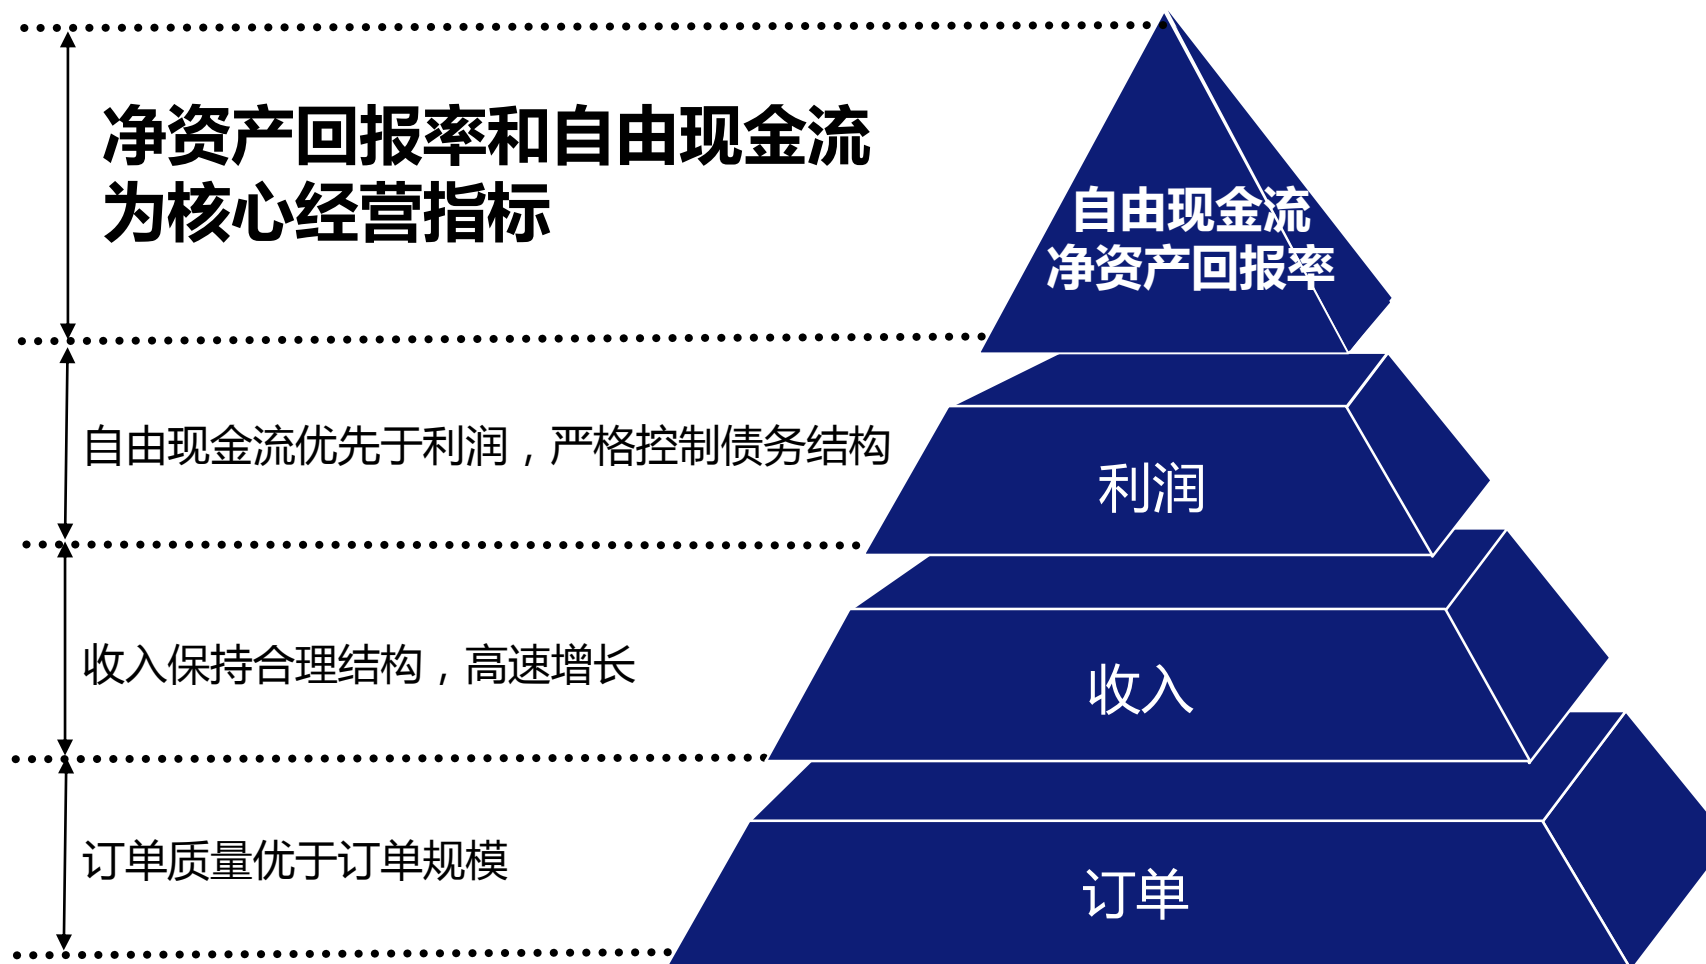 净资产回报率和自由现金流
为核心经营指标
自由现金流
净资产回报率
自由现金流优先于利润，严格控制债务结构
利润
收入保持合理结构，高速增长
收入
订单质量优于订单规模
订单